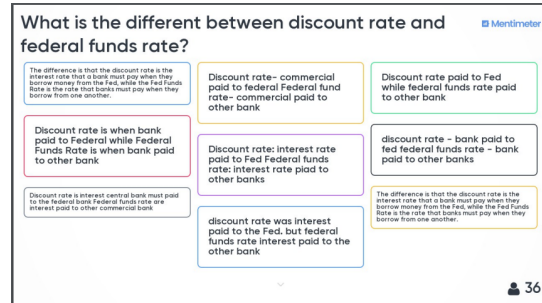 What is the different between discount rate and
federal funds rate?
Mentimeter
The difference is that the discount rate is the
interest rate that a bank must pay when they
borrow money from the Fed, while the Fed Funds
Rate is the rate that banks must pay when they
borrow from one another.
Discount rate is when bank
paid to Federal while Federal
Funds Rate is when bank paid
to other bank
Discount rate is interest central bank must paid
to the federal bank Federal funds rate are
interest paid to other commercial bank
Discount rate- commercial
paid to federal Federal fund
rate- commercial paid to
other bank
Discount rate: interest rate
paid to Fed Federal funds
rate: interest rate piad to
other banks
discount rate was interest
paid to the Fed. but federal
funds rate interest paid to the
other bank
Discount rate paid to Fed
while federal funds rate paid
to other bank
discount rate - bank paid to
fed federal funds rate - bank
paid to other banks
The difference is that the discount rate is the
interest rate that a bank must pay when they
borrow money from the Fed, while the Fed Funds
Rate is the rate that banks must pay when they
borrow from one another.
36